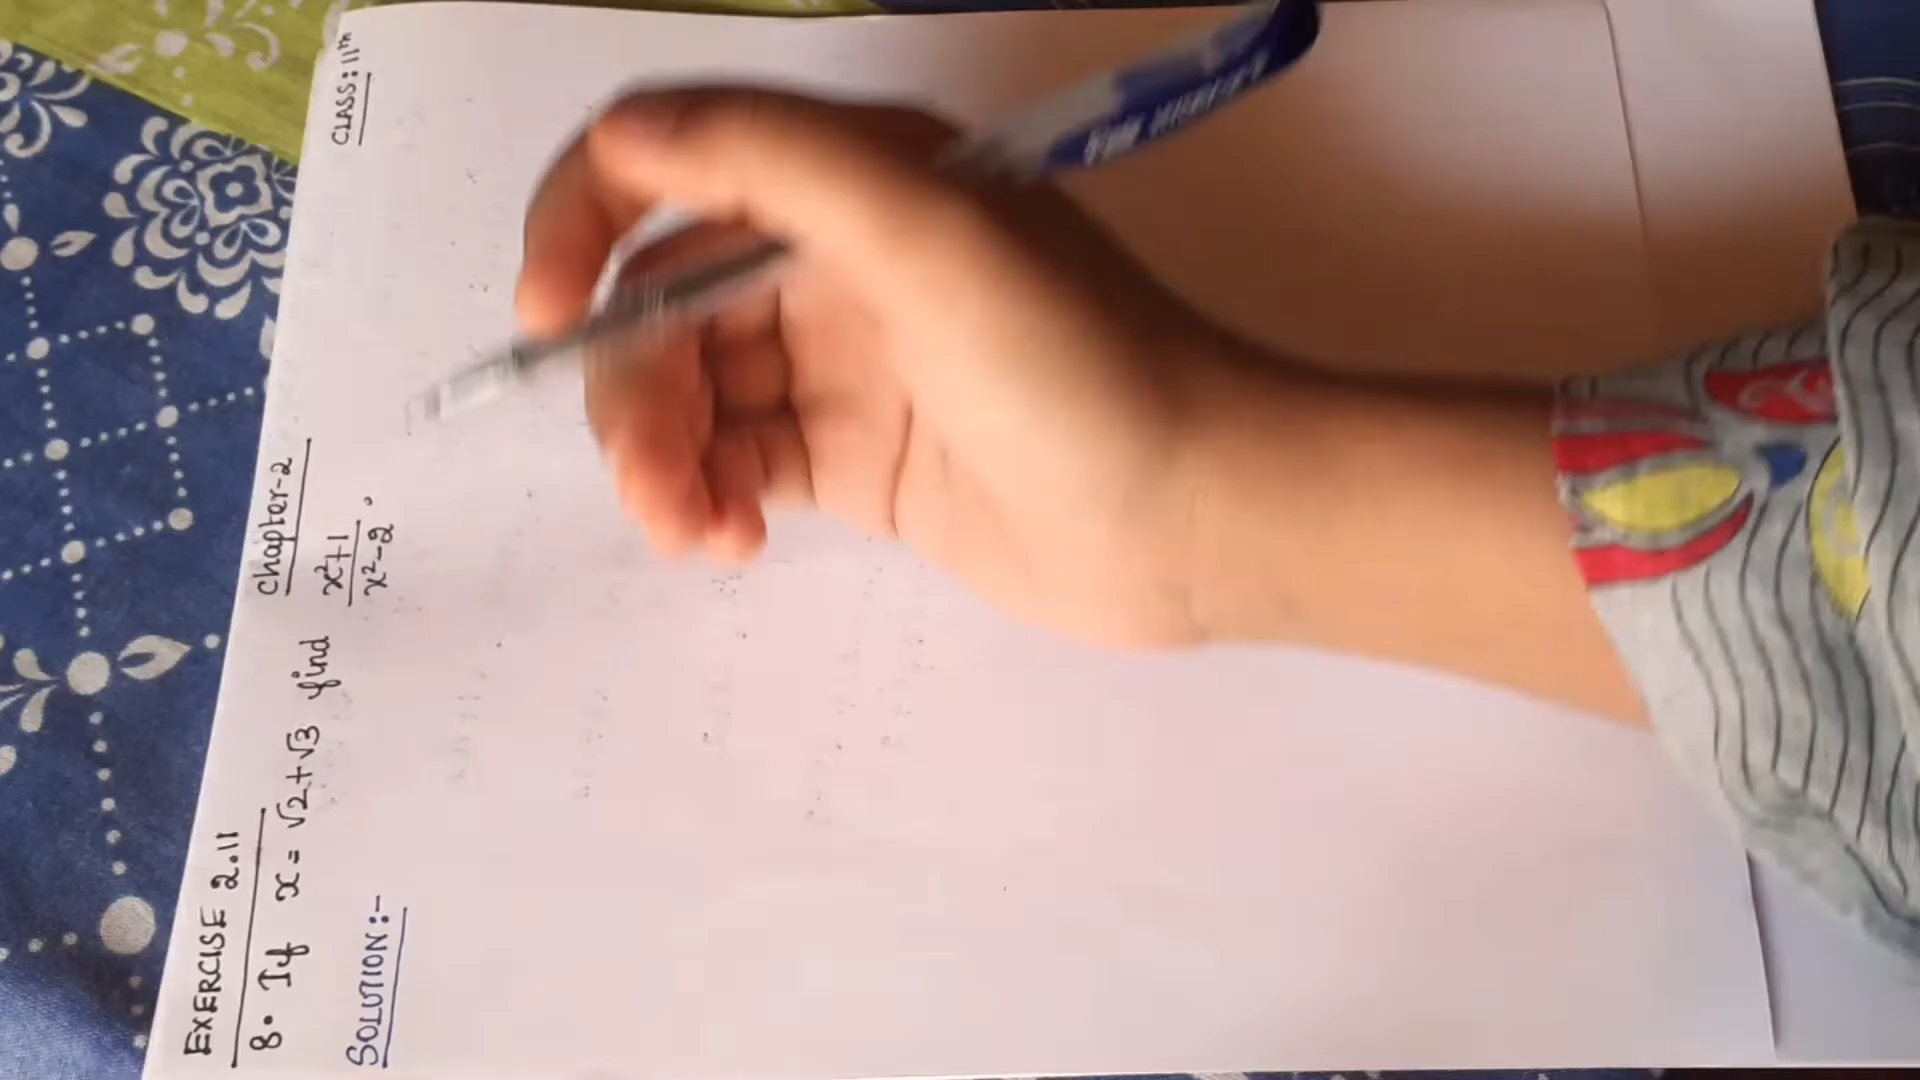 CLASS: 11th
Chapter-2
EXERCISE 2.11
8. If x = √2+√3 find x²+1/x²-2.
SOLUTION:-